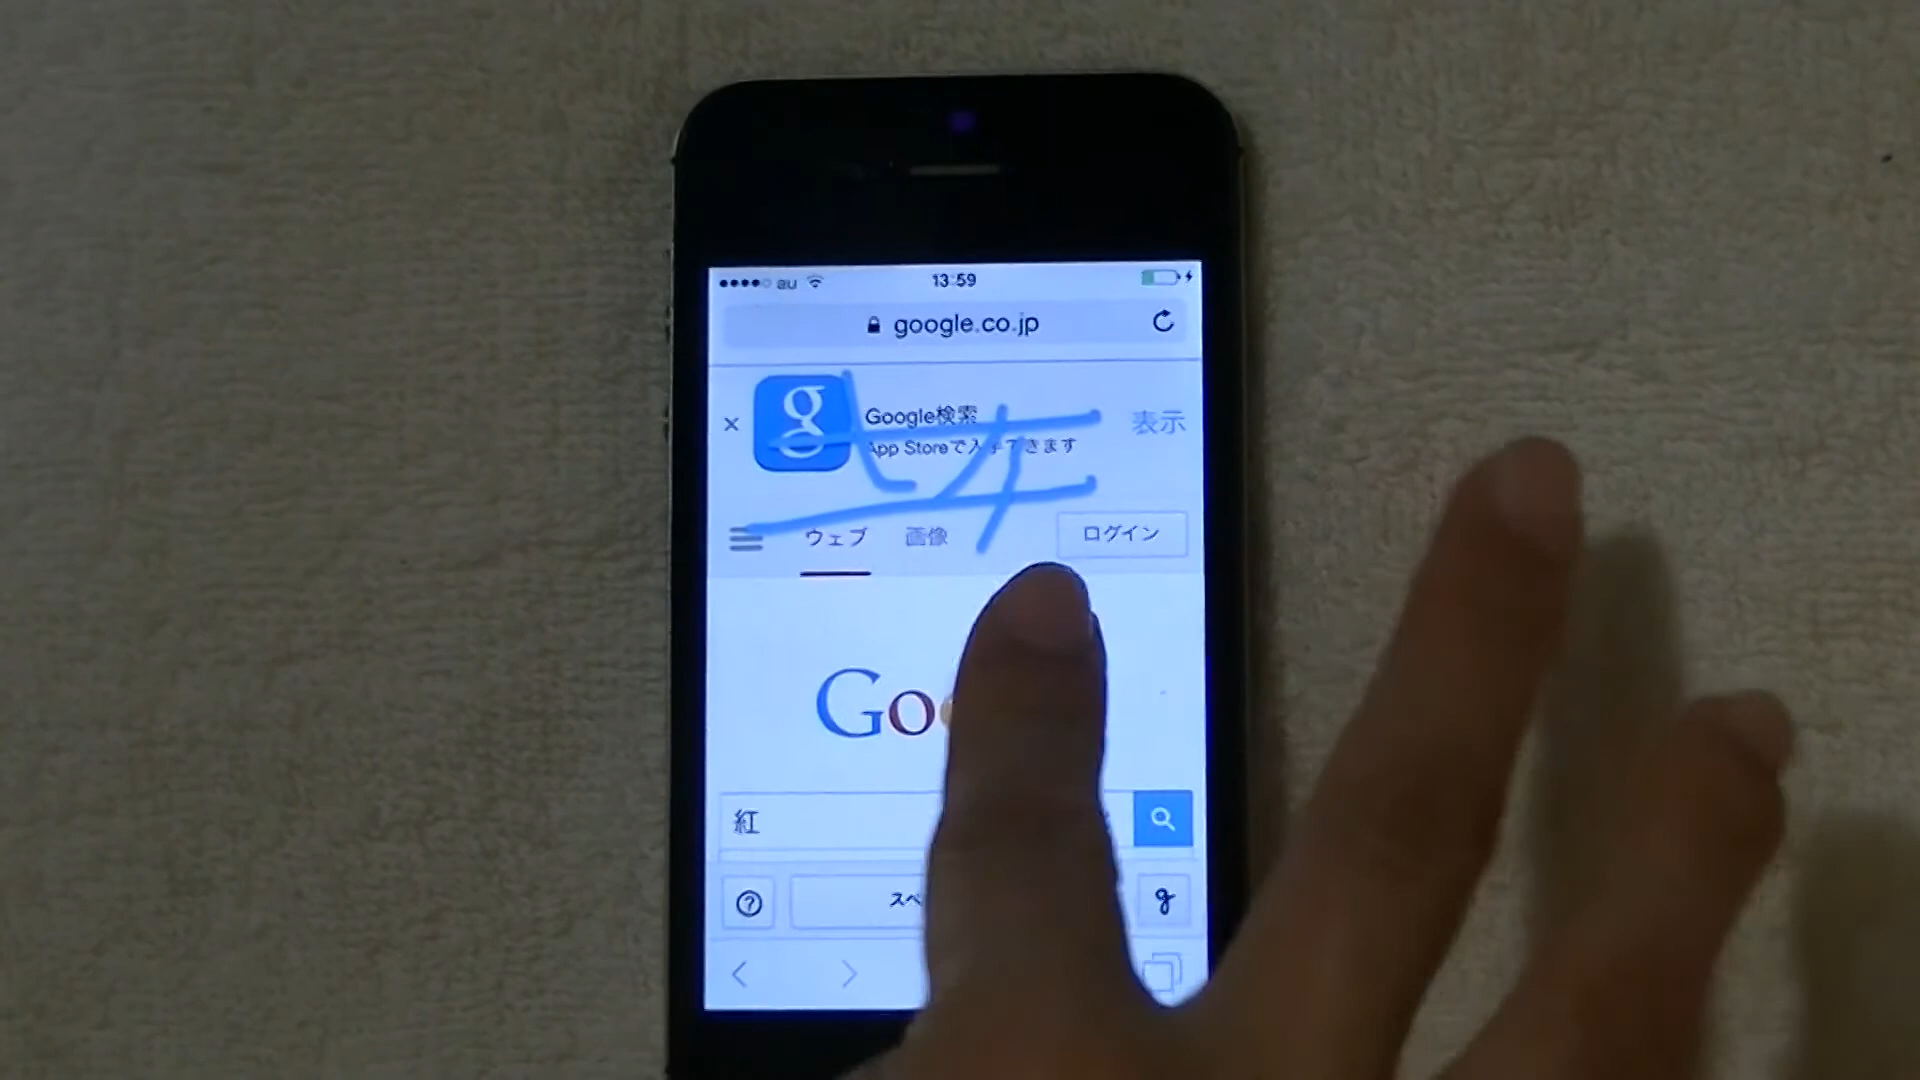 au 13:59
google.co.jp
g Google検索 表示
App Storeで入手できます
ウェブ 画像 ログイン
Go
紅
? スペ g